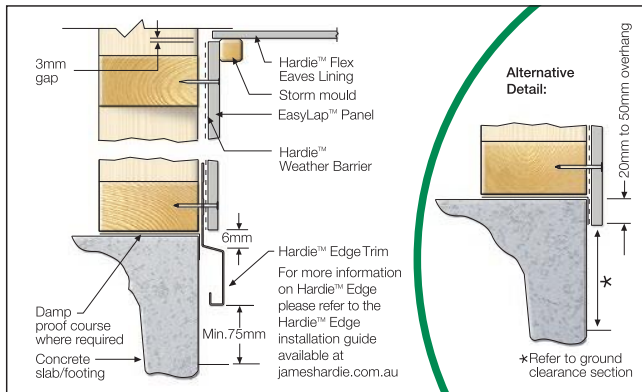 3mm
gap
Hardie™ Flex
Eaves Lining
Storm mould
EasyLap™ Panel
Hardie™
Weather Barrier
6mm
Hardie™ Edge Trim
For more information
on Hardie™ Edge
please refer to the
Hardie™ Edge
installation guide
available at
jameshardie.com.au
Min.75mm
Damp
proof course
where required
Concrete
slab/footing
Alternative
Detail:
20mm to 50mm overhang
*
*Refer to ground
clearance section